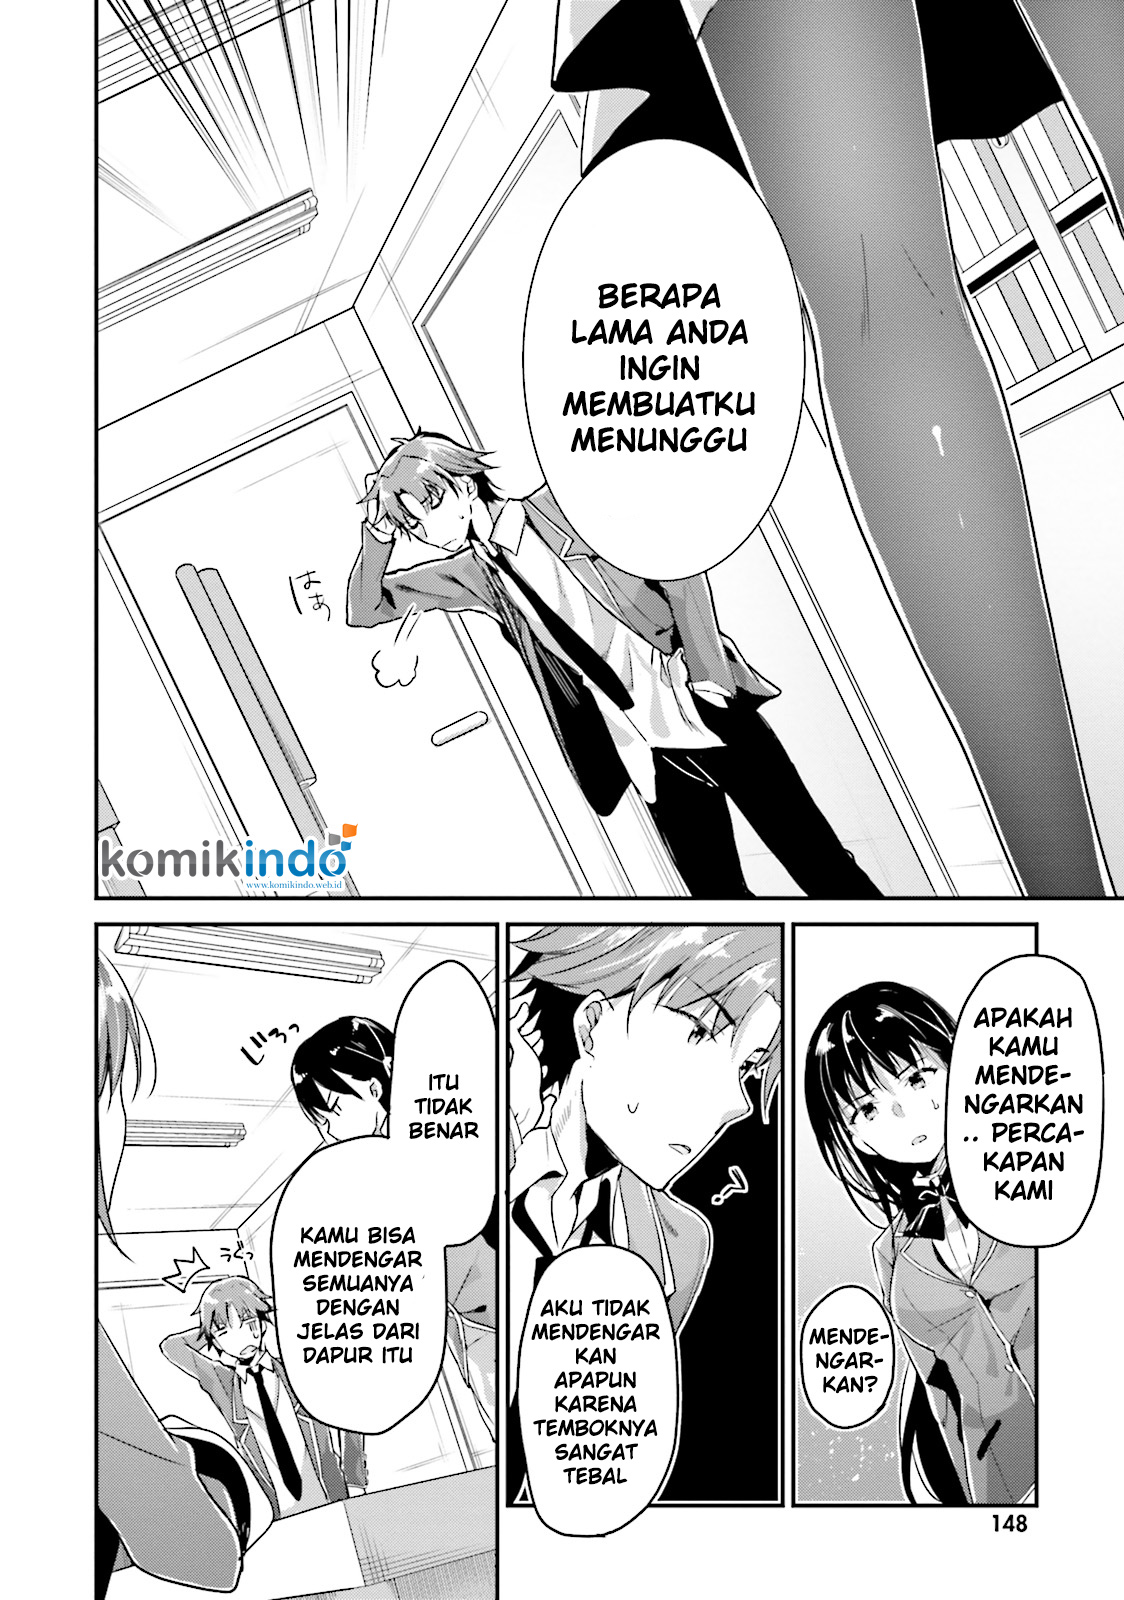 BERAPA
LAMA ANDA
INGIN
MEMBUATKU
MENUNGGU
はぁ
komikindo
www.komikindo.web.id
APAKAH
KAMU
MENDE-
NGARKAN
.. PERCA-
KAPAN
KAMI
MENDE-
NGAR-
KAN?
?
AKU TIDAK
MENDENGAR
KAN
APAPUN
KARENA
TEMBOKNYA
SANGAT
TEBAL
ITU
TIDAK
BENAR
KAMU BISA
MENDENGAR
SEMUANYA
DENGAN
JELAS DARI
DAPUR ITU
じろっ
うぐっ
148